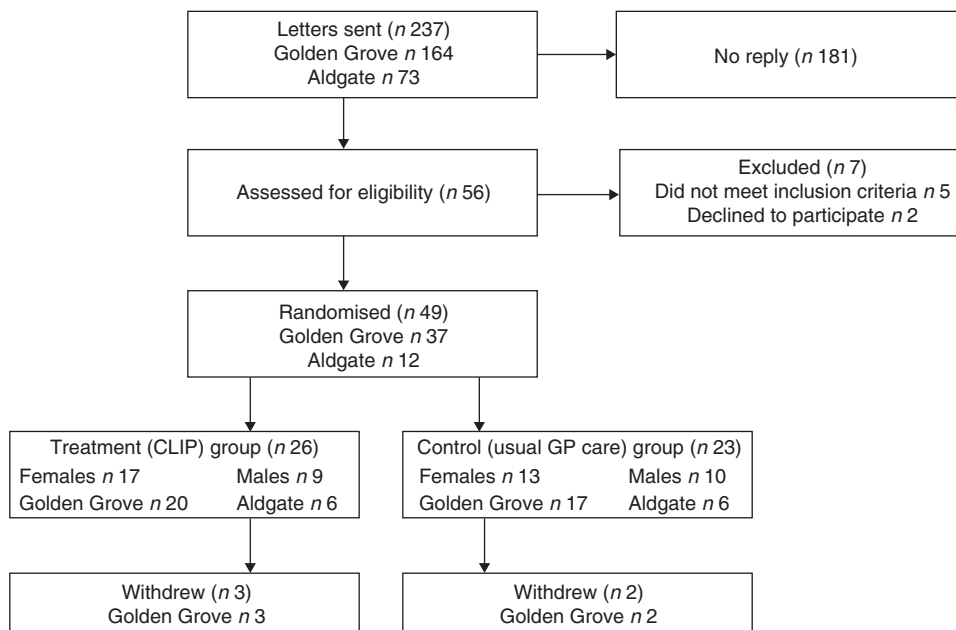 Letters sent (n 237)
Golden Grove n 164
Aldgate n 73
No reply (n 181)
Assessed for eligibility (n 56)
Excluded (n 7)
Did not meet inclusion criteria n 5
Declined to participate n 2
Randomised (n 49)
Golden Grove n 37
Aldgate n 12
Treatment (CLIP) group (n 26)
Females n 17 Males n 9
Golden Grove n 20 Aldgate n 6
Control (usual GP care) group (n 23)
Females n 13 Males n 10
Golden Grove n 17 Aldgate n 6
Withdrew (n 3)
Golden Grove n 3
Withdrew (n 2)
Golden Grove n 2